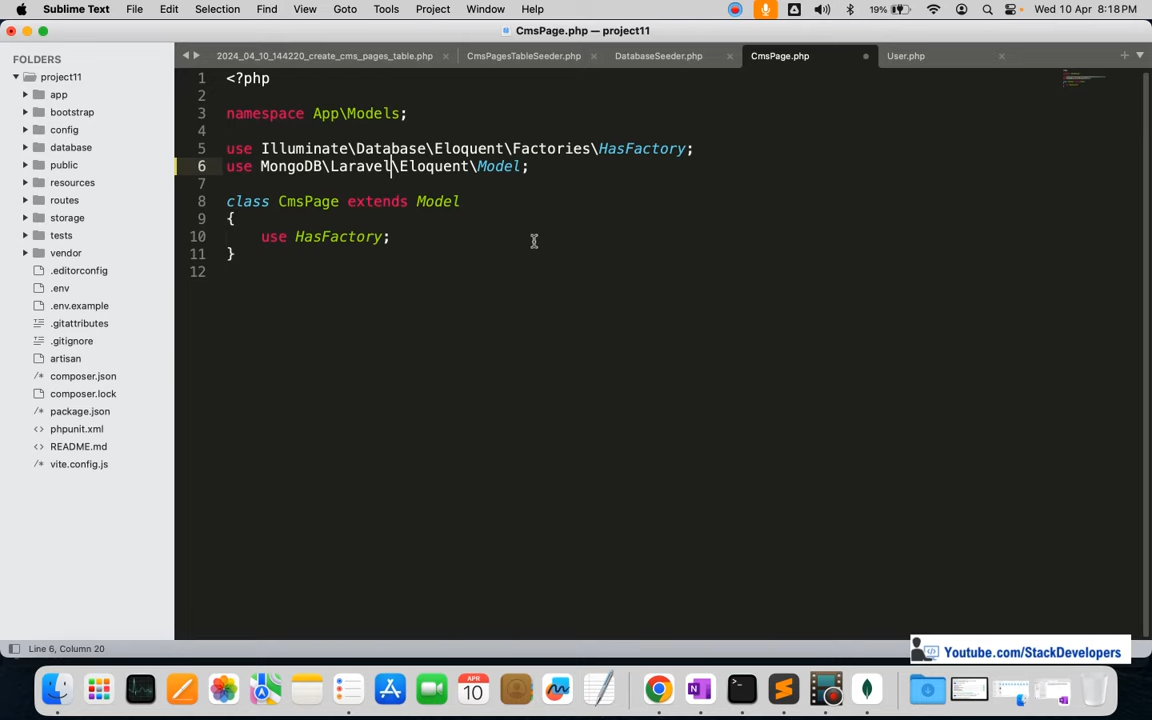 Sublime Text File Edit Selection Find View Goto Tools Project Window Help 19% Wed 10 Apr 8:18 PM
CmsPage.php — project11
FOLDERS
project11
app
bootstrap
config
database
public
resources
routes
storage
tests
vendor
.editorconfig
.env
.env.example
.gitattributes
.gitignore
artisan
composer.json
composer.lock
package.json
phpunit.xml
README.md
vite.config.js
2024_04_10_144220_create_cms_pages_table.php CmsPagesTableSeeder.php DatabaseSeeder.php CmsPage.php User.php
1 <?php
2
3 namespace App\Models;
4
5 use Illuminate\Database\Eloquent\Factories\HasFactory;
6 use MongoDB\Laravel\Eloquent\Model;
7
8 class CmsPage extends Model
9 {
10 use HasFactory;
11 }
12
Line 6, Column 20
Youtube.com/StackDevelopers
APR
10